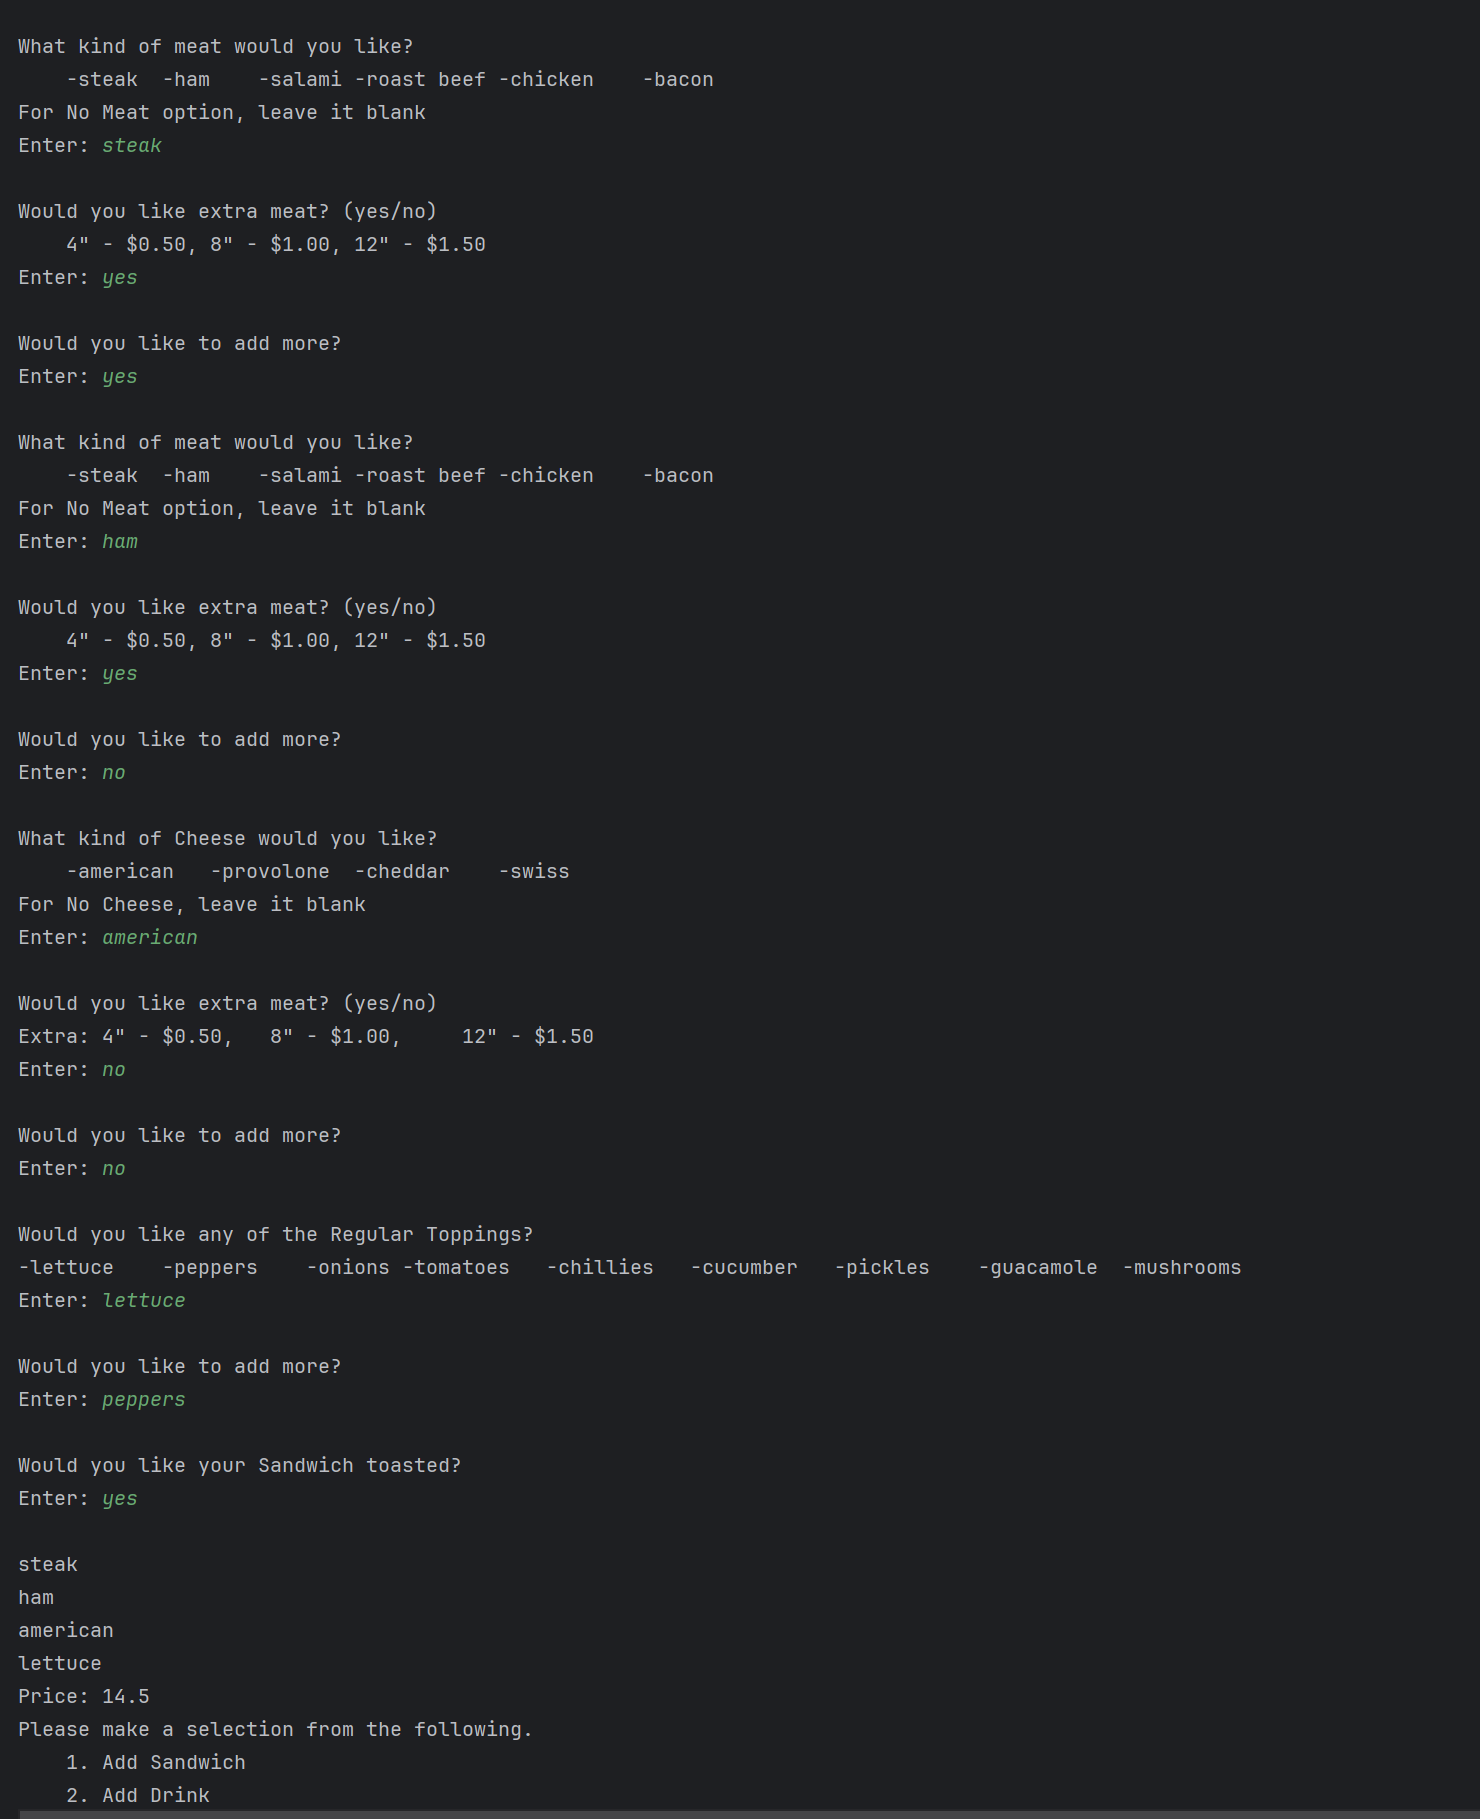 What kind of meat would you like?
    -steak  -ham    -salami -roast beef -chicken    -bacon
For No Meat option, leave it blank
Enter: steak

Would you like extra meat? (yes/no)
    4" - $0.50, 8" - $1.00, 12" - $1.50
Enter: yes

Would you like to add more?
Enter: yes

What kind of meat would you like?
    -steak  -ham    -salami -roast beef -chicken    -bacon
For No Meat option, leave it blank
Enter: ham

Would you like extra meat? (yes/no)
    4" - $0.50, 8" - $1.00, 12" - $1.50
Enter: yes

Would you like to add more?
Enter: no

What kind of Cheese would you like?
    -american   -provolone  -cheddar    -swiss
For No Cheese, leave it blank
Enter: american

Would you like extra meat? (yes/no)
Extra: 4" - $0.50,   8" - $1.00,     12" - $1.50
Enter: no

Would you like to add more?
Enter: no

Would you like any of the Regular Toppings?
-lettuce    -peppers    -onions -tomatoes   -chillies   -cucumber   -pickles    -guacamole  -mushrooms
Enter: lettuce

Would you like to add more?
Enter: peppers

Would you like your Sandwich toasted?
Enter: yes

steak
ham
american
lettuce
Price: 14.5
Please make a selection from the following.
    1. Add Sandwich
    2. Add Drink